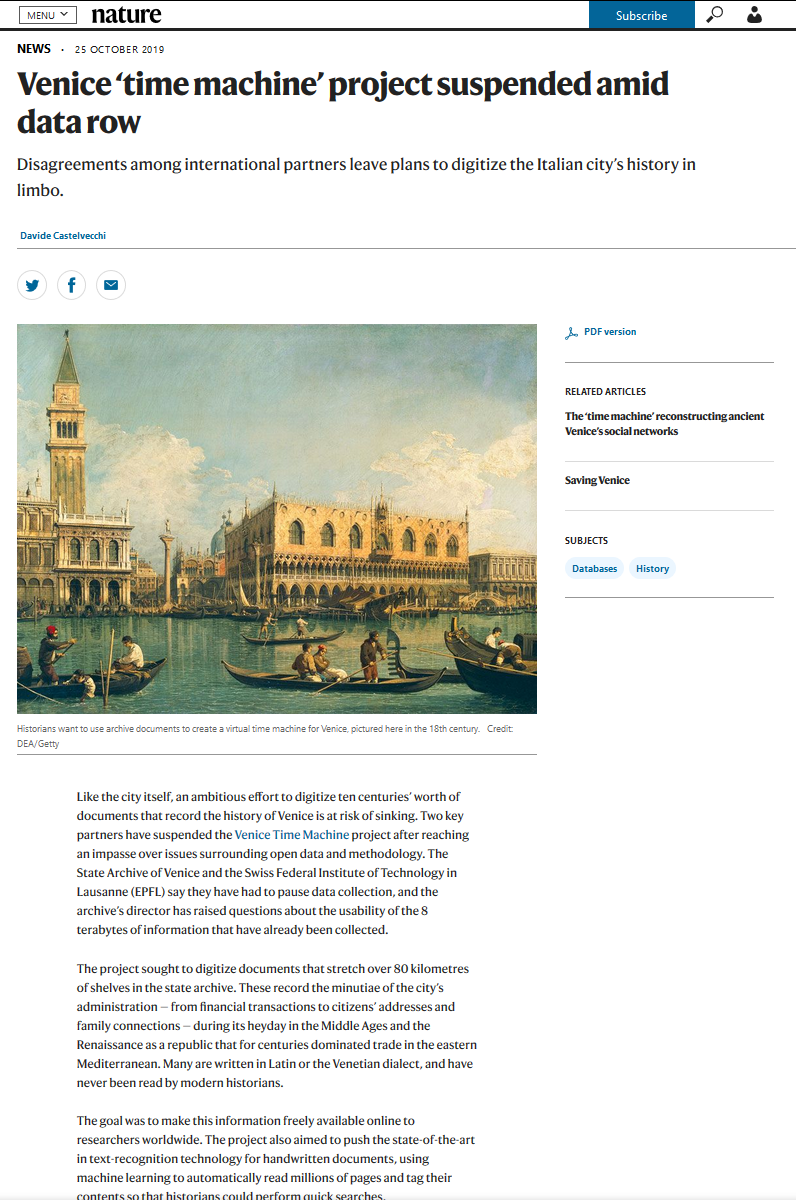 MENU
nature
Subscribe
NEWS · 25 OCTOBER 2019
Venice ‘time machine’ project suspended amid
data row
Disagreements among international partners leave plans to digitize the Italian city’s history in
limbo.
Davide Castelvecchi
PDF version
RELATED ARTICLES
The ‘time machine’ reconstructing ancient
Venice’s social networks
Saving Venice
SUBJECTS
Databases History
Historians want to use archive documents to create a virtual time machine for Venice, pictured here in the 18th century. Credit:
DEA/Getty
Like the city itself, an ambitious effort to digitize ten centuries’ worth of
documents that record the history of Venice is at risk of sinking. Two key
partners have suspended the Venice Time Machine project after reaching
an impasse over issues surrounding open data and methodology. The
State Archive of Venice and the Swiss Federal Institute of Technology in
Lausanne (EPFL) say they have had to pause data collection, and the
archive’s director has raised questions about the usability of the 8
terabytes of information that have already been collected.
The project sought to digitize documents that stretch over 80 kilometres
of shelves in the state archive. These record the minutiae of the city’s
administration — from financial transactions to citizens’ addresses and
family connections — during its heyday in the Middle Ages and the
Renaissance as a republic that for centuries dominated trade in the eastern
Mediterranean. Many are written in Latin or the Venetian dialect, and have
never been read by modern historians.
The goal was to make this information freely available online to
researchers worldwide. The project also aimed to push the state-of-the-art
in text-recognition technology for handwritten documents, using
machine learning to automatically read millions of pages and tag their
contents so that historians could perform quick searches.